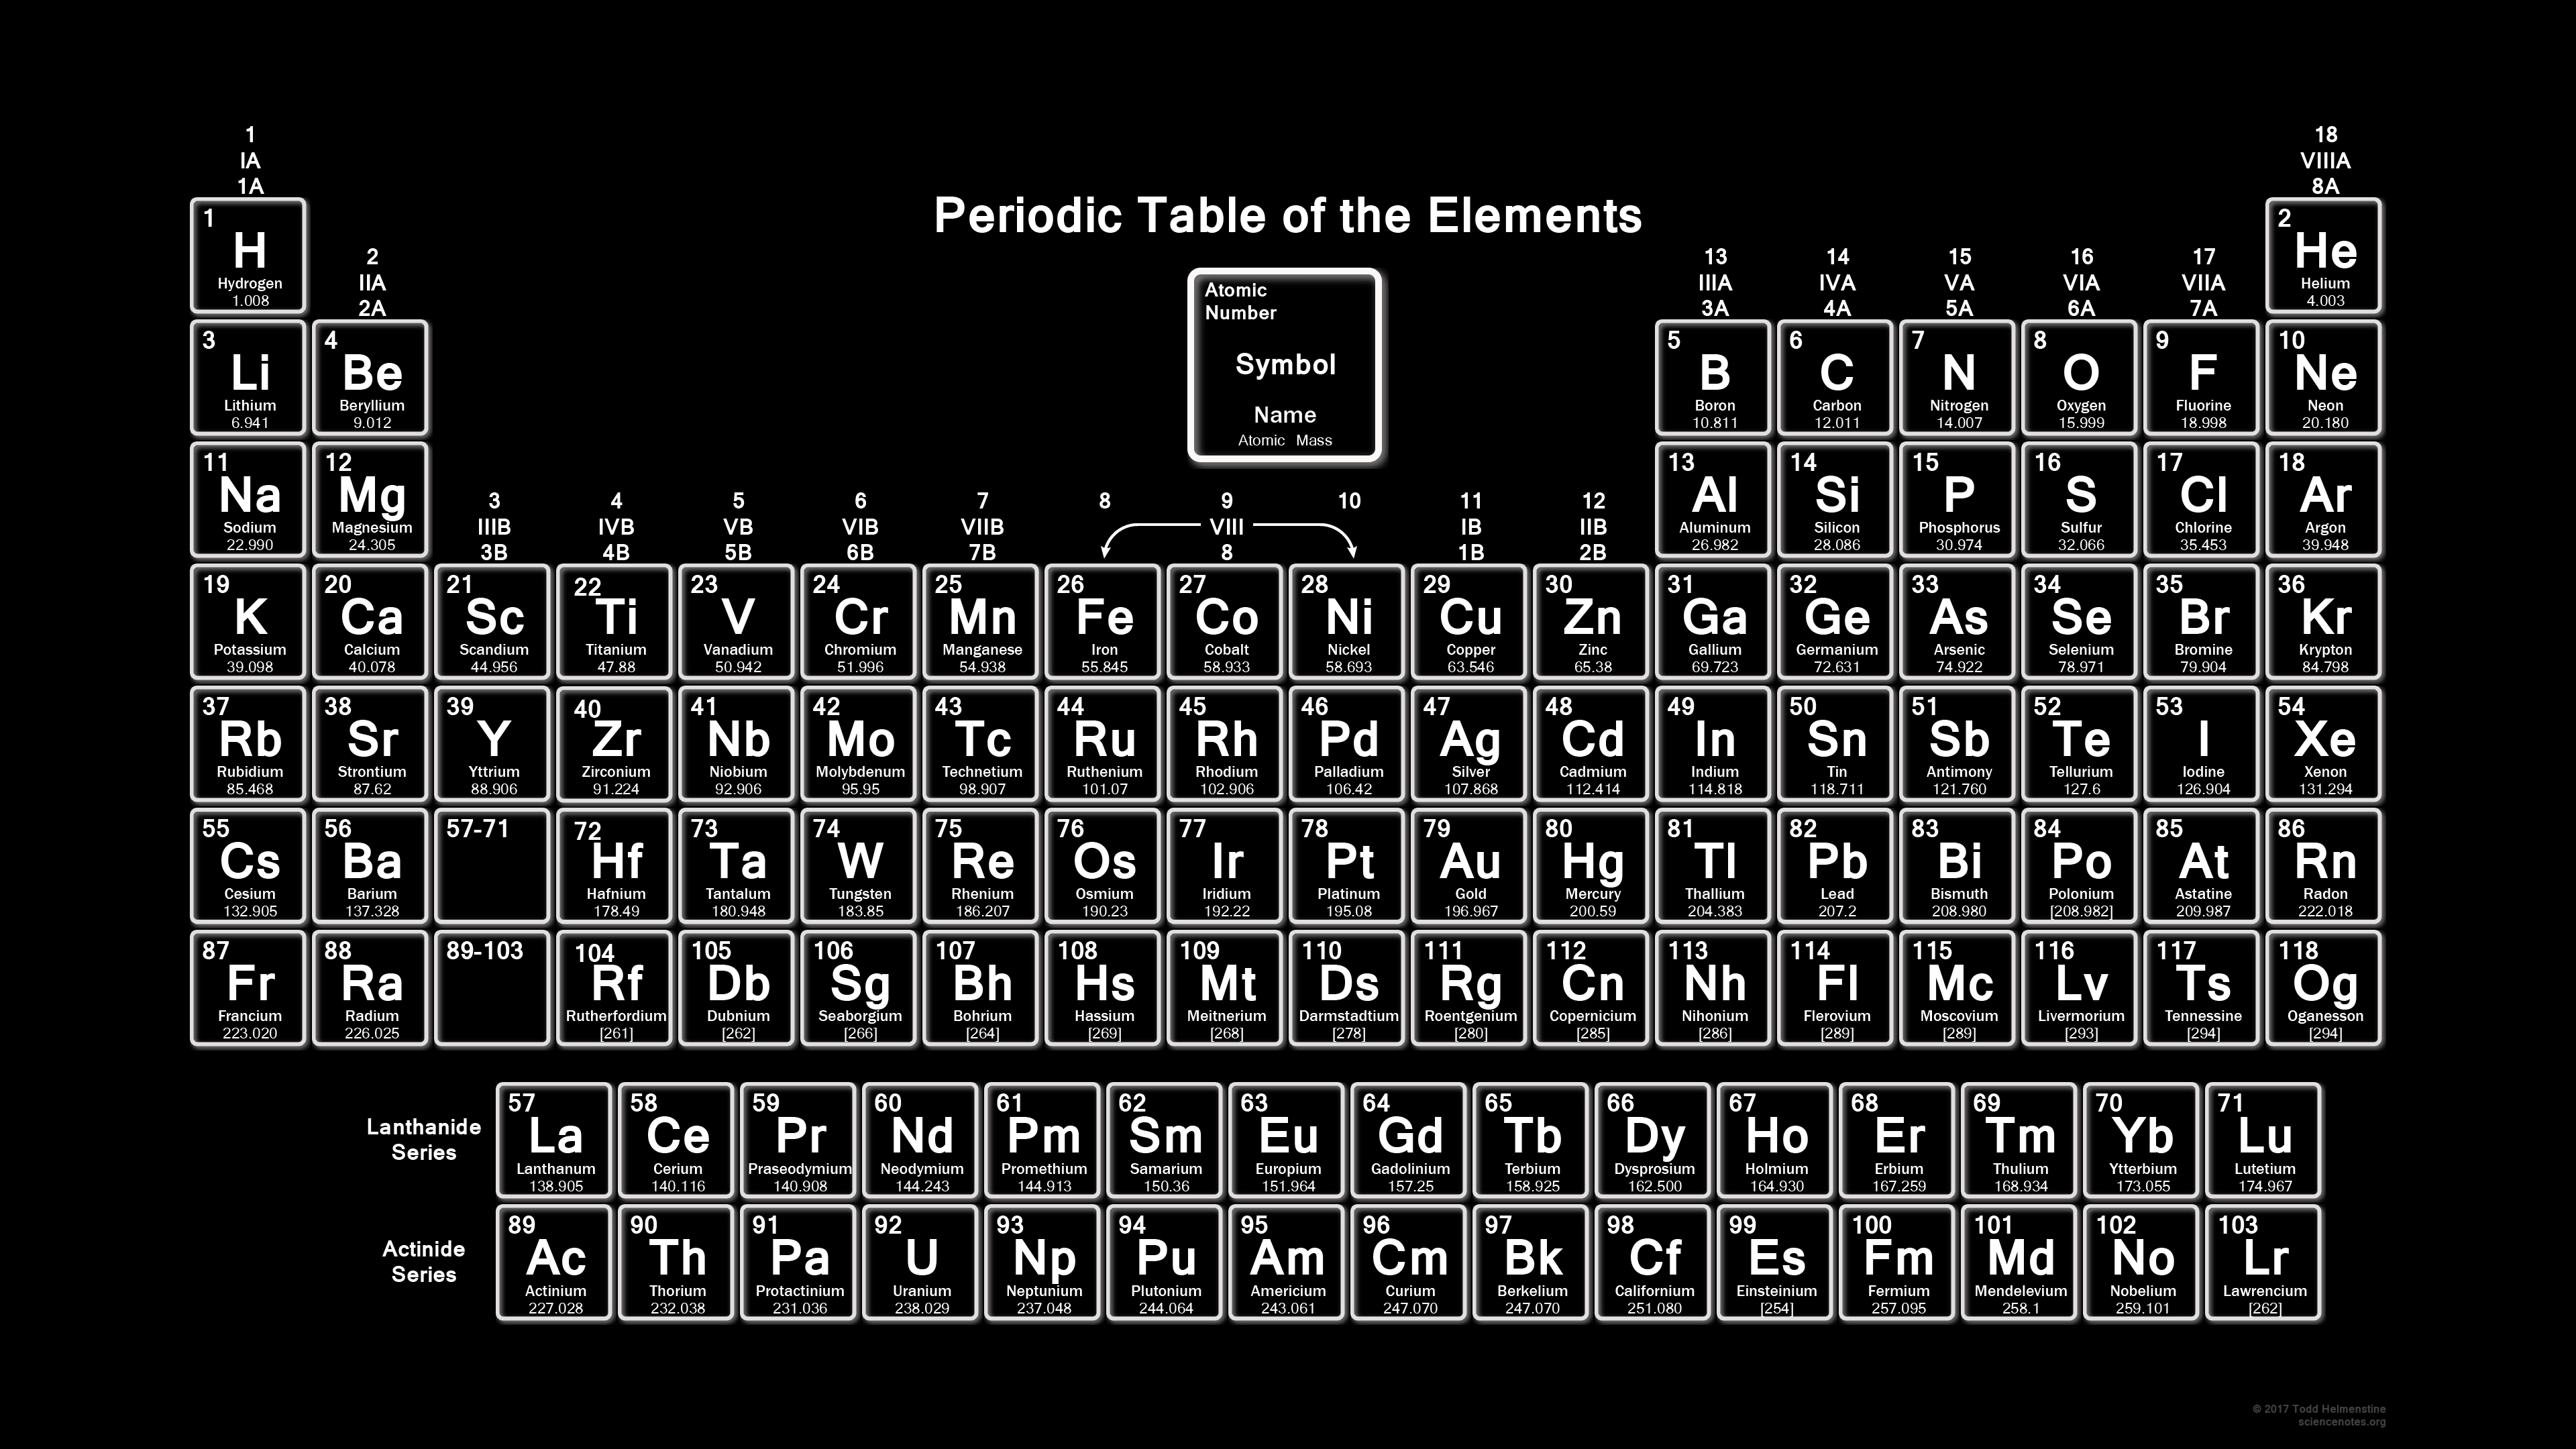 Periodic Table of the Elements
1
IA
1A
18
VIIIA
8A
1
H
Hydrogen
1.008
2
He
Helium
4.003
Atomic
Number
Symbol
Name
Atomic Mass
2
IIA
2A
13
IIIA
3A
14
IVA
4A
15
VA
5A
16
VIA
6A
17
VIIA
7A
3
Li
Lithium
6.941
4
Be
Beryllium
9.012
5
B
Boron
10.811
6
C
Carbon
12.011
7
N
Nitrogen
14.007
8
O
Oxygen
15.999
9
F
Fluorine
18.998
10
Ne
Neon
20.180
11
Na
Sodium
22.990
12
Mg
Magnesium
24.305
13
Al
Aluminum
26.982
14
Si
Silicon
28.086
15
P
Phosphorus
30.974
16
S
Sulfur
32.066
17
Cl
Chlorine
35.453
18
Ar
Argon
39.948
3
IIIB
3B
4
IVB
4B
5
VB
5B
6
VIB
6B
7
VIIB
7B
8
9
10
VIII
8
11
IB
1B
12
IIB
2B
19
K
Potassium
39.098
20
Ca
Calcium
40.078
21
Sc
Scandium
44.956
22
Ti
Titanium
47.88
23
V
Vanadium
50.942
24
Cr
Chromium
51.996
25
Mn
Manganese
54.938
26
Fe
Iron
55.845
27
Co
Cobalt
58.933
28
Ni
Nickel
58.693
29
Cu
Copper
63.546
30
Zn
Zinc
65.38
31
Ga
Gallium
69.723
32
Ge
Germanium
72.631
33
As
Arsenic
74.922
34
Se
Selenium
78.971
35
Br
Bromine
79.904
36
Kr
Krypton
84.798
37
Rb
Rubidium
85.468
38
Sr
Strontium
87.62
39
Y
Yttrium
88.906
40
Zr
Zirconium
91.224
41
Nb
Niobium
92.906
42
Mo
Molybdenum
95.95
43
Tc
Technetium
98.907
44
Ru
Ruthenium
101.07
45
Rh
Rhodium
102.906
46
Pd
Palladium
106.42
47
Ag
Silver
107.868
48
Cd
Cadmium
112.414
49
In
Indium
114.818
50
Sn
Tin
118.711
51
Sb
Antimony
121.760
52
Te
Tellurium
127.6
53
I
Iodine
126.904
54
Xe
Xenon
131.294
55
Cs
Cesium
132.905
56
Ba
Barium
137.328
57-71
72
Hf
Hafnium
178.49
73
Ta
Tantalum
180.948
74
W
Tungsten
183.85
75
Re
Rhenium
186.207
76
Os
Osmium
190.23
77
Ir
Iridium
192.22
78
Pt
Platinum
195.08
79
Au
Gold
196.967
80
Hg
Mercury
200.59
81
Tl
Thallium
204.383
82
Pb
Lead
207.2
83
Bi
Bismuth
208.980
84
Po
Polonium
[208.982]
85
At
Astatine
209.987
86
Rn
Radon
222.018
87
Fr
Francium
223.020
88
Ra
Radium
226.025
89-103
104
Rf
Rutherfordium
[261]
105
Db
Dubnium
[262]
106
Sg
Seaborgium
[266]
107
Bh
Bohrium
[264]
108
Hs
Hassium
[269]
109
Mt
Meitnerium
[268]
110
Ds
Darmstadtium
[278]
111
Rg
Roentgenium
[280]
112
Cn
Copernicium
[285]
113
Nh
Nihonium
[286]
114
Fl
Flerovium
[289]
115
Mc
Moscovium
[289]
116
Lv
Livermorium
[293]
117
Ts
Tennessine
[294]
118
Og
Oganesson
[294]
Lanthanide
Series
57
La
Lanthanum
138.905
58
Ce
Cerium
140.116
59
Pr
Praseodymium
140.908
60
Nd
Neodymium
144.243
61
Pm
Promethium
144.913
62
Sm
Samarium
150.36
63
Eu
Europium
151.964
64
Gd
Gadolinium
157.25
65
Tb
Terbium
158.925
66
Dy
Dysprosium
162.500
67
Ho
Holmium
164.930
68
Er
Erbium
167.259
69
Tm
Thulium
168.934
70
Yb
Ytterbium
173.055
71
Lu
Lutetium
174.967
Actinide
Series
89
Ac
Actinium
227.028
90
Th
Thorium
232.038
91
Pa
Protactinium
231.036
92
U
Uranium
238.029
93
Np
Neptunium
237.048
94
Pu
Plutonium
244.064
95
Am
Americium
243.061
96
Cm
Curium
247.070
97
Bk
Berkelium
247.070
98
Cf
Californium
251.080
99
Es
Einsteinium
[254]
100
Fm
Fermium
257.095
101
Md
Mendelevium
258.1
102
No
Nobelium
259.101
103
Lr
Lawrencium
[262]
© 2017 Todd Helmenstine
sciencenotes.org